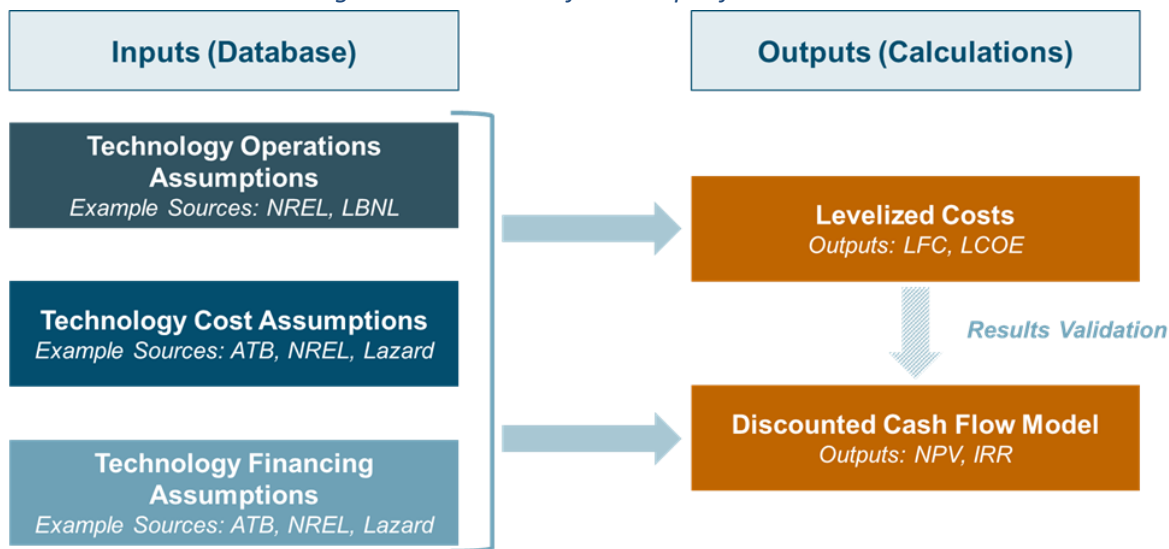 Inputs (Database)
Outputs (Calculations)
Technology Operations
Assumptions
Example Sources: NREL, LBNL
Technology Cost Assumptions
Example Sources: ATB, NREL, Lazard
Technology Financing
Assumptions
Example Sources: ATB, NREL, Lazard
Levelized Costs
Outputs: LFC, LCOE
Results Validation
Discounted Cash Flow Model
Outputs: NPV, IRR